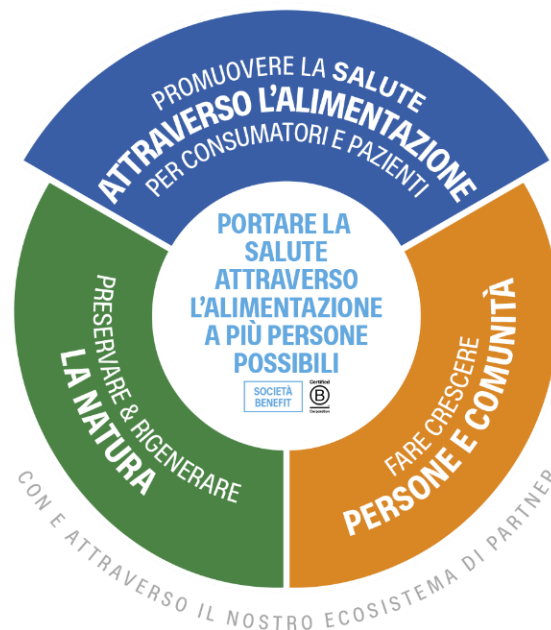 PROMUOVERE LA SALUTE
ATTRAVERSO L'ALIMENTAZIONE
PER CONSUMATORI E PAZIENTI
PORTARE LA
SALUTE
ATTRAVERSO
L'ALIMENTAZIONE
A PIÙ PERSONE
POSSIBILI
SOCIETÀ
BENEFIT
Certified
B
Corporation
PRESERVARE & RIGENERARE
LA NATURA
FARE CRESCERE
PERSONE E COMUNITÀ
CON E ATTRAVERSO IL NOSTRO ECOSISTEMA DI PARTNER